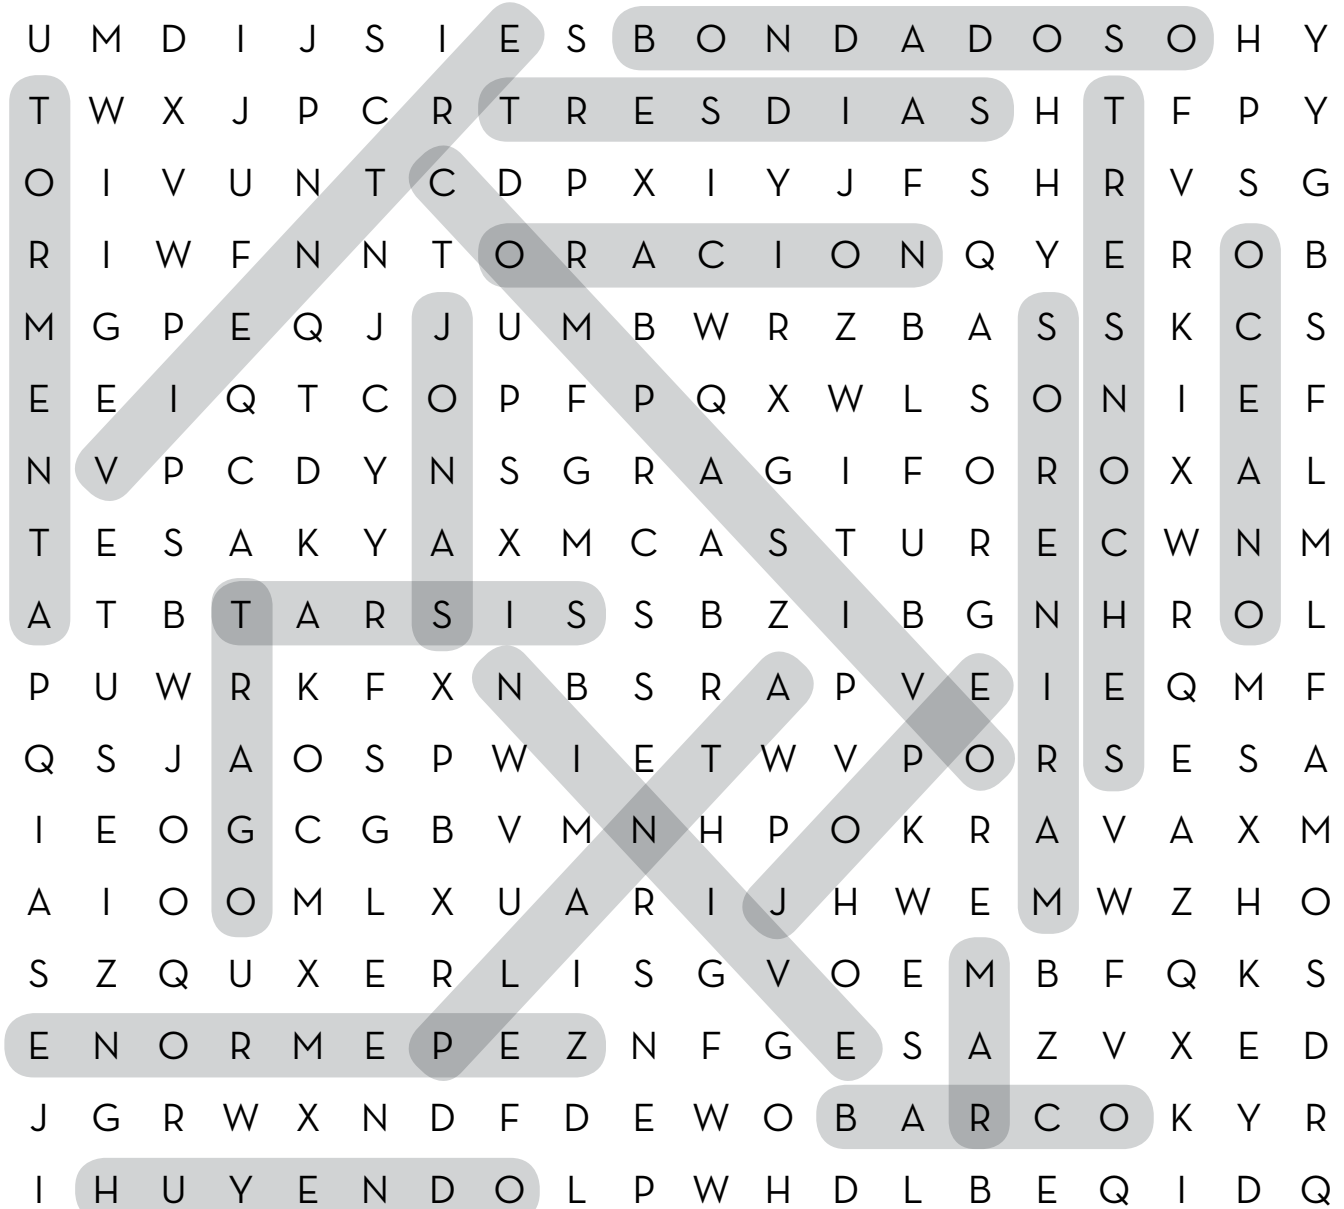 U M D I J S I E S B O N D A D O S O H Y
T W X J P C R T R E S D I A S H T F P Y
O I V U N T C D P X I Y J F S H R V S G
R I W F N N T O R A C I O N Q Y E R O B
M G P E Q J J U M B W R Z B A S S K C S
E E I Q T C O P F P Q X W L S O N I E F
N V P C D Y N S G R A G I F O R O X A L
T E S A K Y A X M C A S T U R E C W N M
A T B T A R S I S S B Z I B G N H R O L
P U W R K F X N B S R A P V E I E Q M F
Q S J A O S P W I E T W V P O R S E S A
I E O G C G B V M N H P O K R A V A X M
A I O O M L X U A R I J H W E M W Z H O
S Z Q U X E R L I S G V O E M B F Q K S
E N O R M E P E Z N F G E S A Z V X E D
J G R W X N D F D E W O B A R C O K Y R
I H U Y E N D O L P W H D L B E Q I D Q